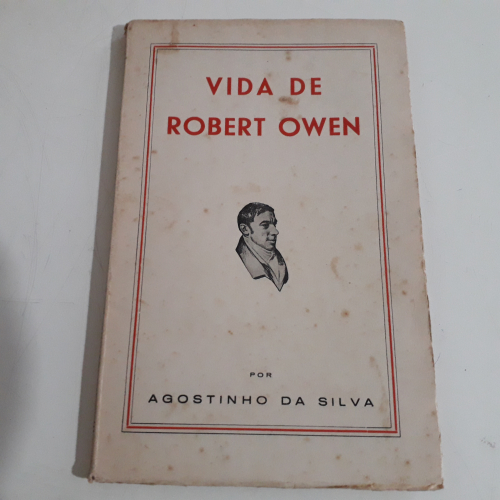 VIDA DE
ROBERT OWEN
POR
AGOSTINHO DA SILVA